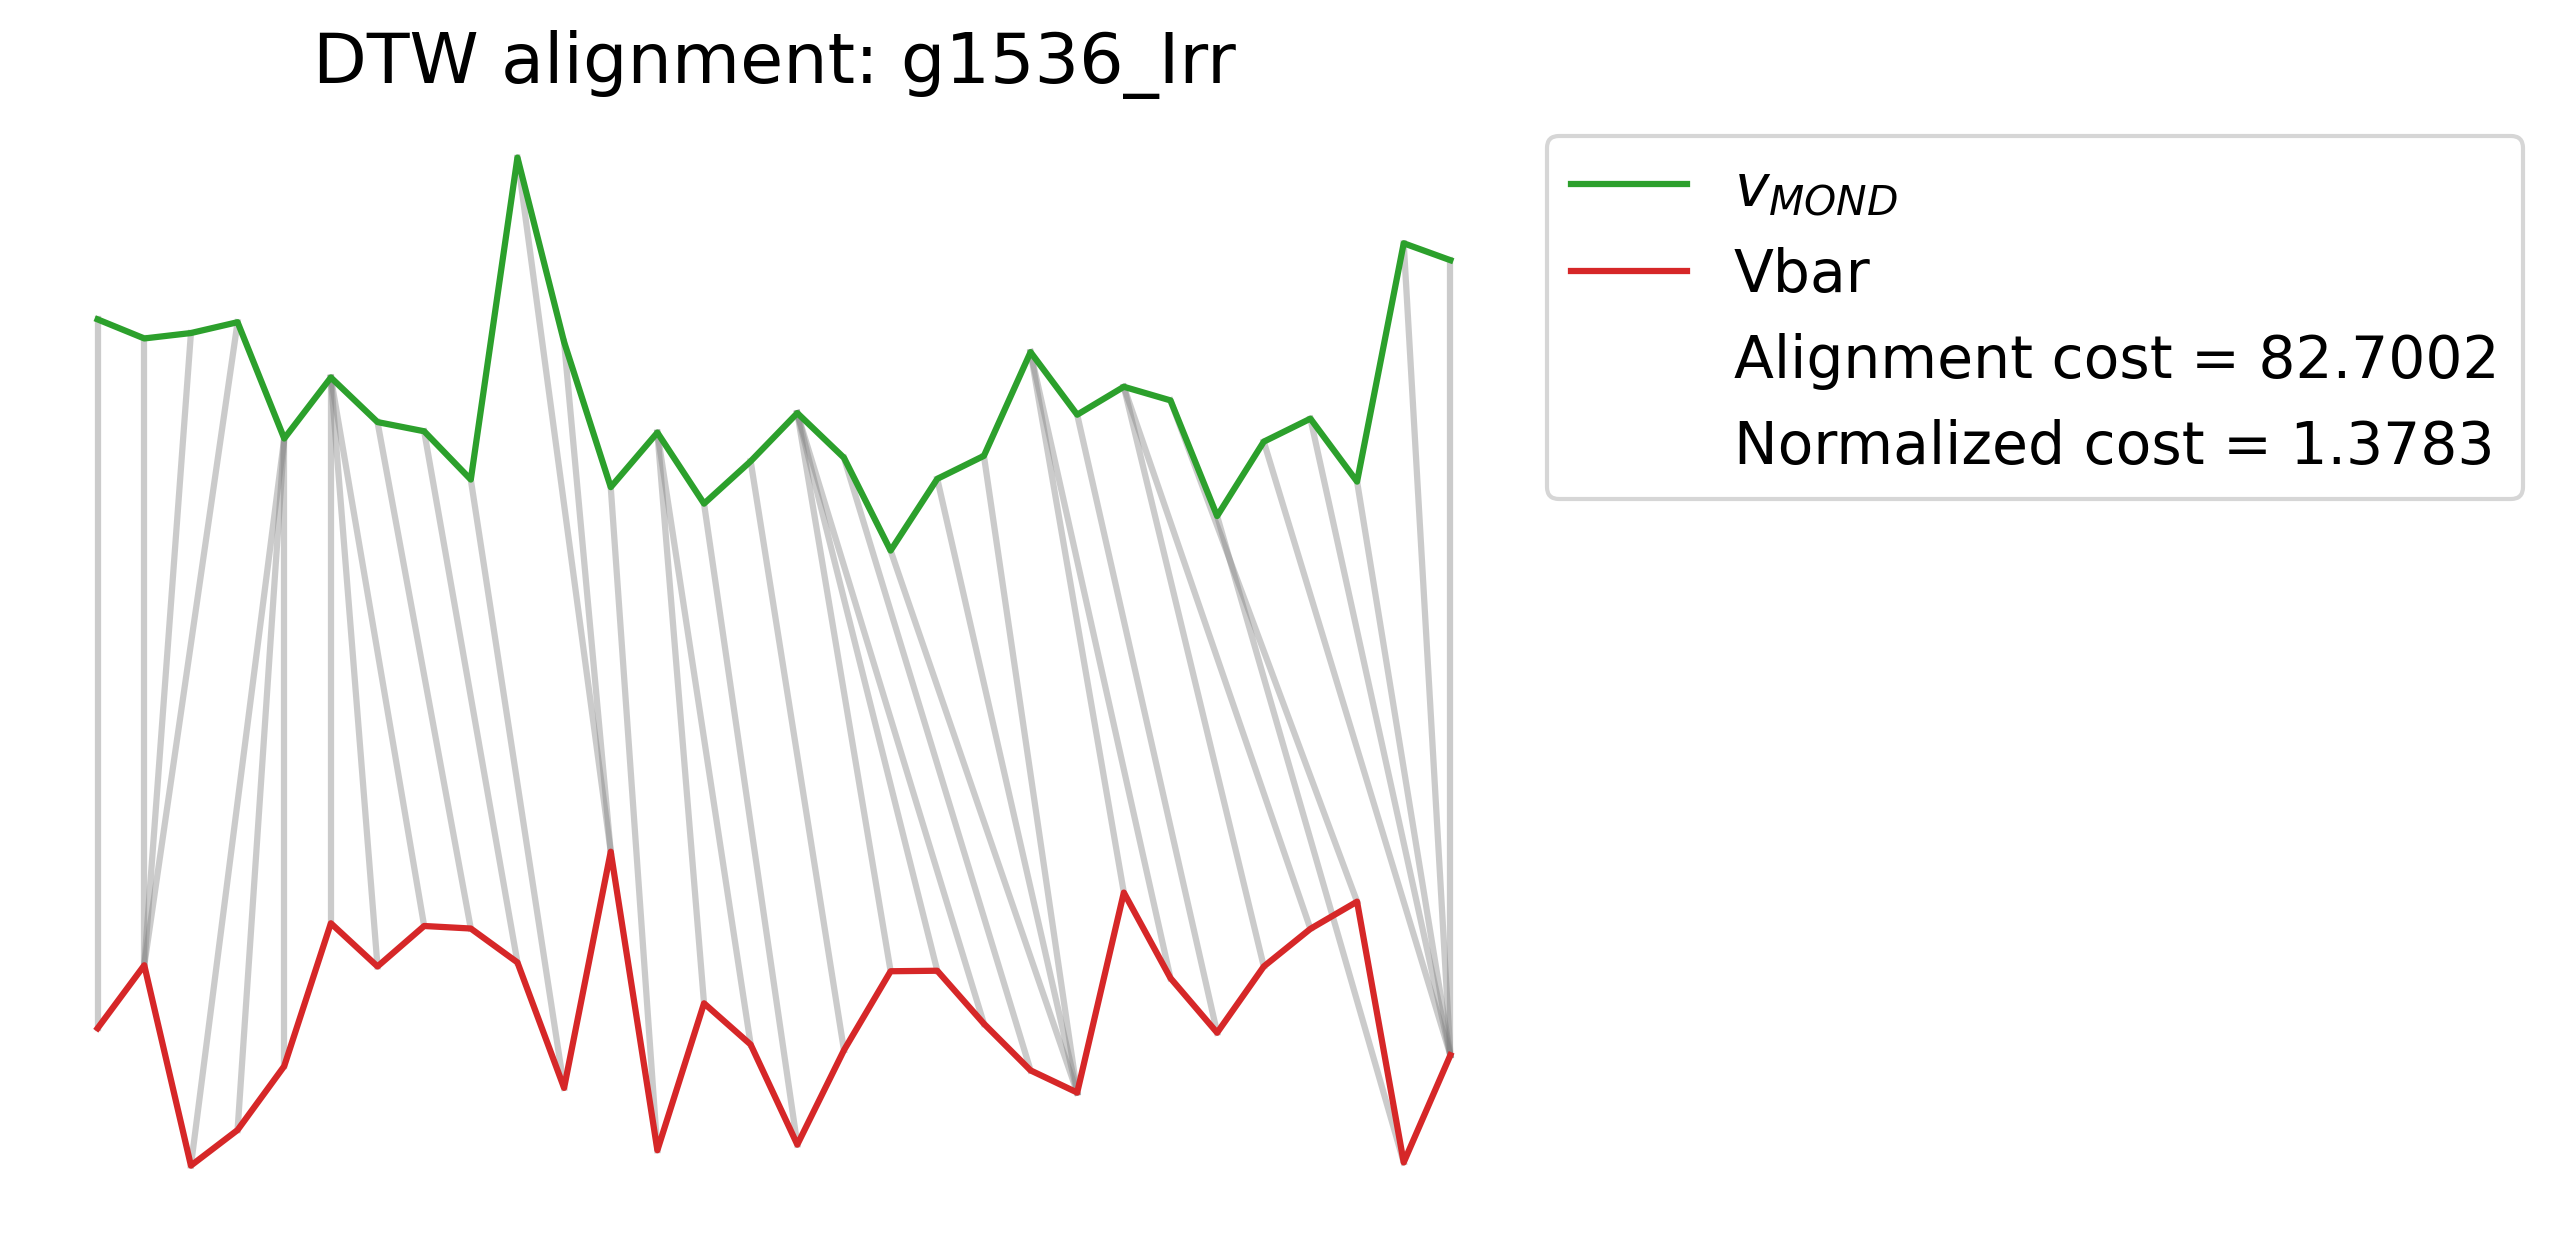 DTW alignment: g1536_Irr
v_MOND
Vbar
Alignment cost = 82.7002
Normalized cost = 1.3783